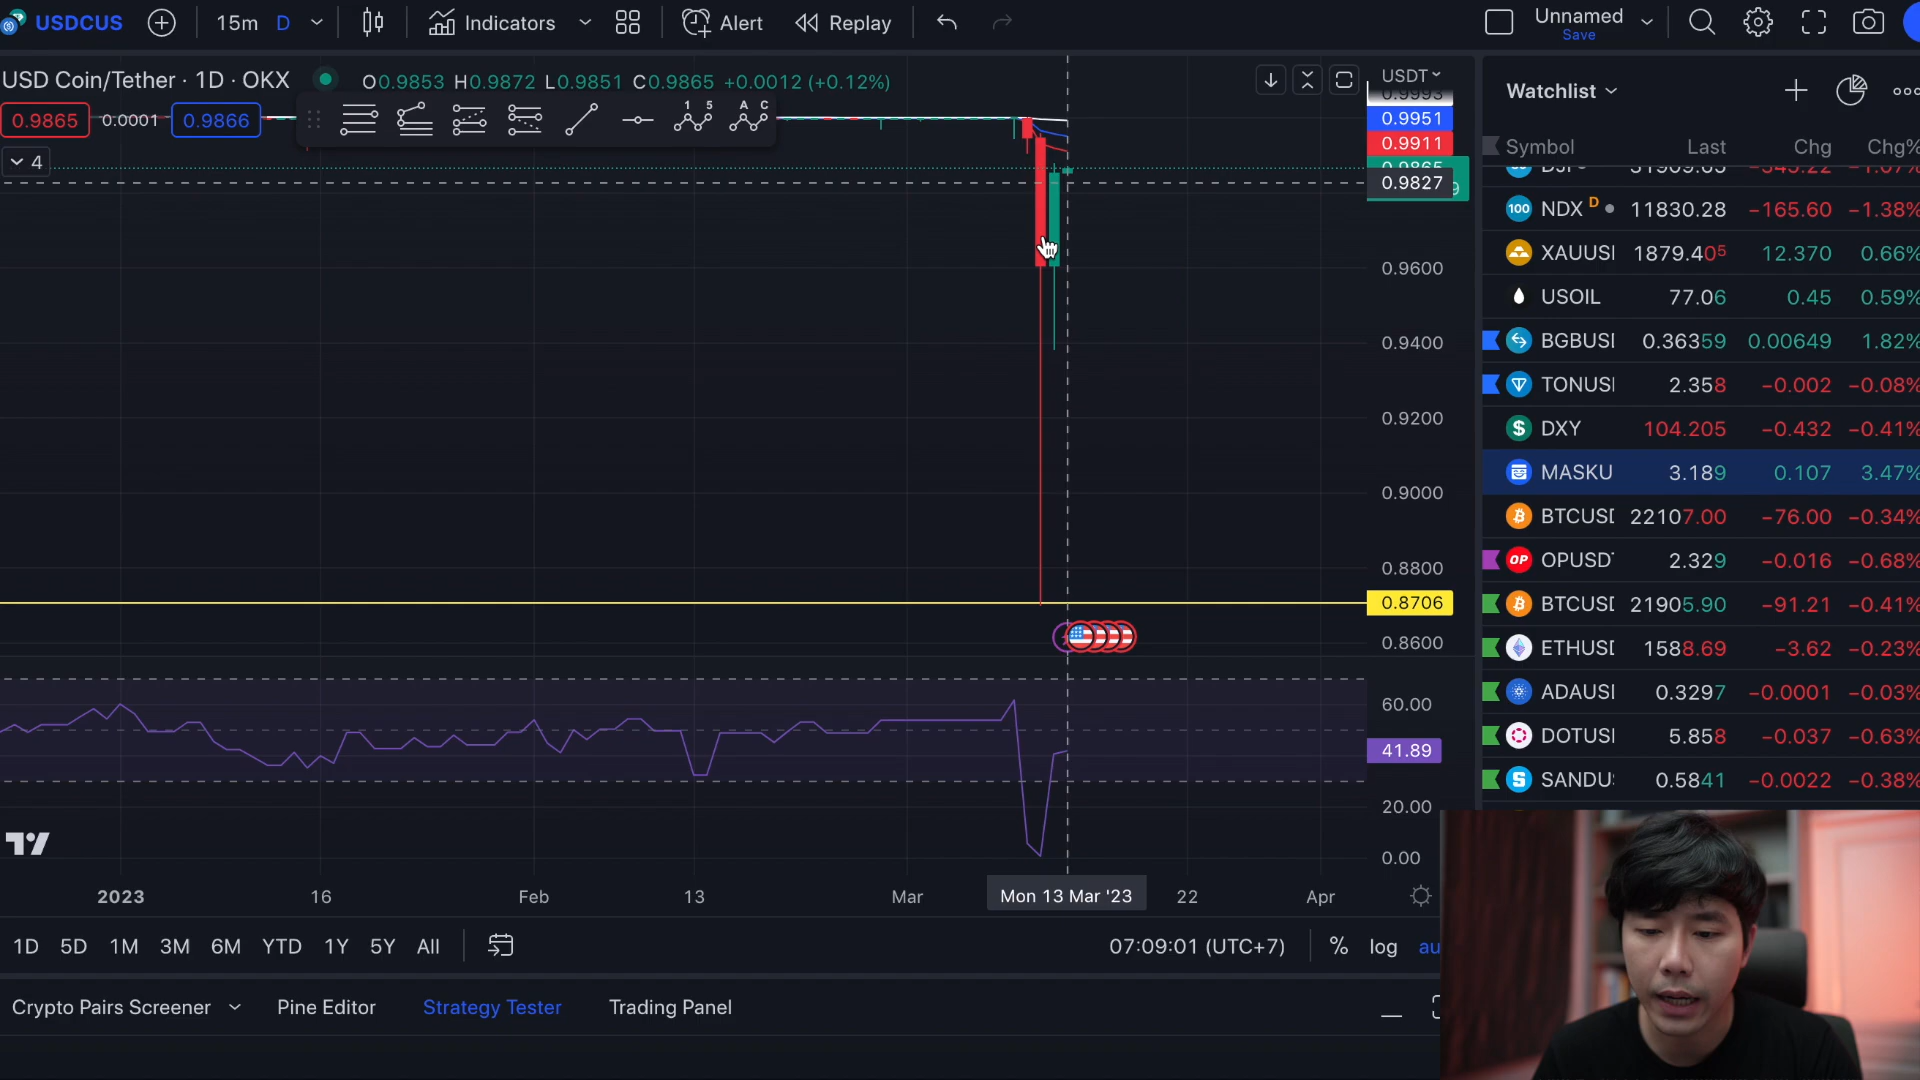 USDCUS 15m D Indicators Alert Replay Unnamed
Save
USD Coin/Tether · 1D · OKX O0.9853 H0.9872 L0.9851 C0.9865 +0.0012 (+0.12%)
0.9865 0.0001 0.9866
1 5 A C
4
USDT
0.9993
0.9951
0.9911
0.9865
0.9827
0.9600
0.9400
0.9200
0.9000
0.8800
0.8706
0.8600
60.00
41.89
20.00
0.00
2023 16 Feb 13 Mar Mon 13 Mar '23 22 Apr
1D 5D 1M 3M 6M YTD 1Y 5Y All 07:09:01 (UTC+7) % log au
Crypto Pairs Screener Pine Editor Strategy Tester Trading Panel
Watchlist
Symbol Last Chg Chg%
100 NDX D 11830.28 −165.60 −1.38%
XAUUSI 1879.405 12.370 0.66%
USOIL 77.06 0.45 0.59%
BGBUSI 0.36359 0.00649 1.82%
TONUSI 2.358 −0.002 −0.08%
$ DXY 104.205 −0.432 −0.41%
MASKU 3.189 0.107 3.47%
BTCUSI 22107.00 −76.00 −0.34%
OP OPUSDT 2.329 −0.016 −0.68%
BTCUSI 21905.90 −91.21 −0.41%
ETHUSI 1588.69 −3.62 −0.23%
ADAUSI 0.3297 −0.0001 −0.03%
DOTUSI 5.858 −0.037 −0.63%
SANDU 0.5841 −0.0022 −0.38%